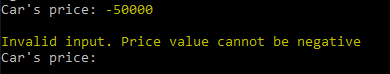 Car's price: -50000
Invalid input. Price value cannot be negative
Car's price: